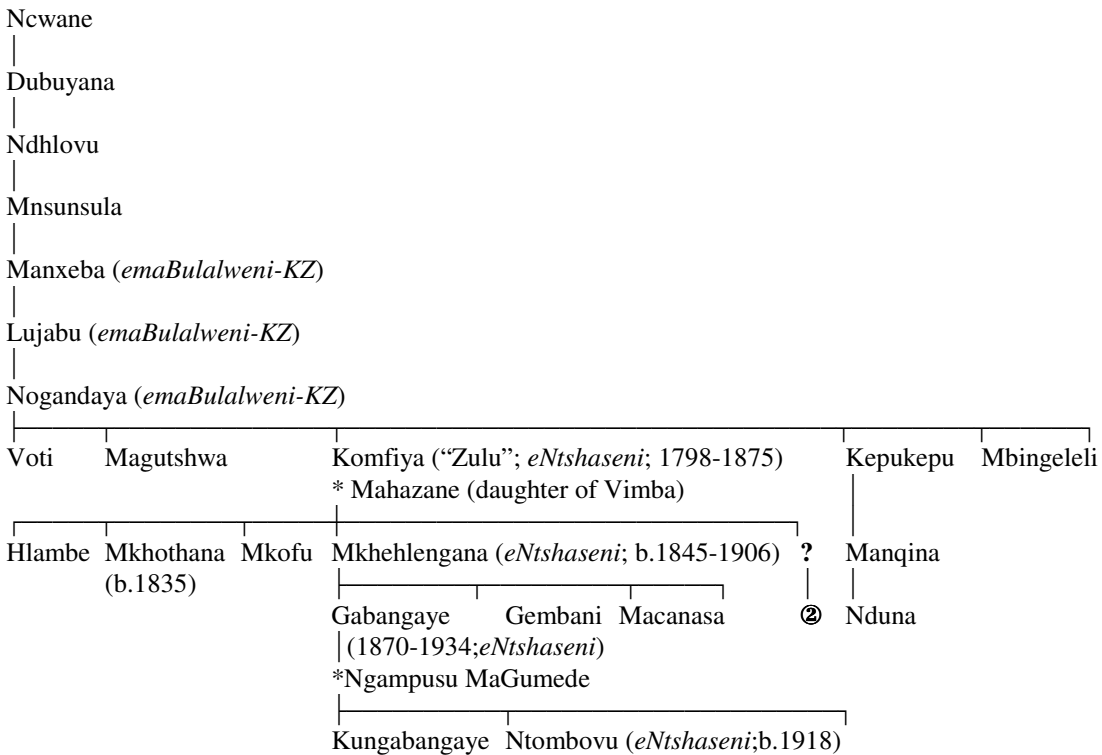 Ncwane
Dubuyana
Ndhlovu
Mnsunsula
Manxeba (emaBulalweni-KZ)
Lujabu (emaBulalweni-KZ)
Nogandaya (emaBulalweni-KZ)
Voti Magutshwa Komfiya (“Zulu”; eNtshaseni; 1798-1875) Kepukepu Mbingeleli
* Mahazane (daughter of Vimba)
Hlambe Mkhothana Mkofu Mkhehlengana (eNtshaseni; b.1845-1906) ? Manqina
(b.1835)
Gabangaye Gembani Macanasa ② Nduna
(1870-1934;eNtshaseni)
*Ngampusu MaGumede
Kungabangaye Ntombovu (eNtshaseni;b.1918)